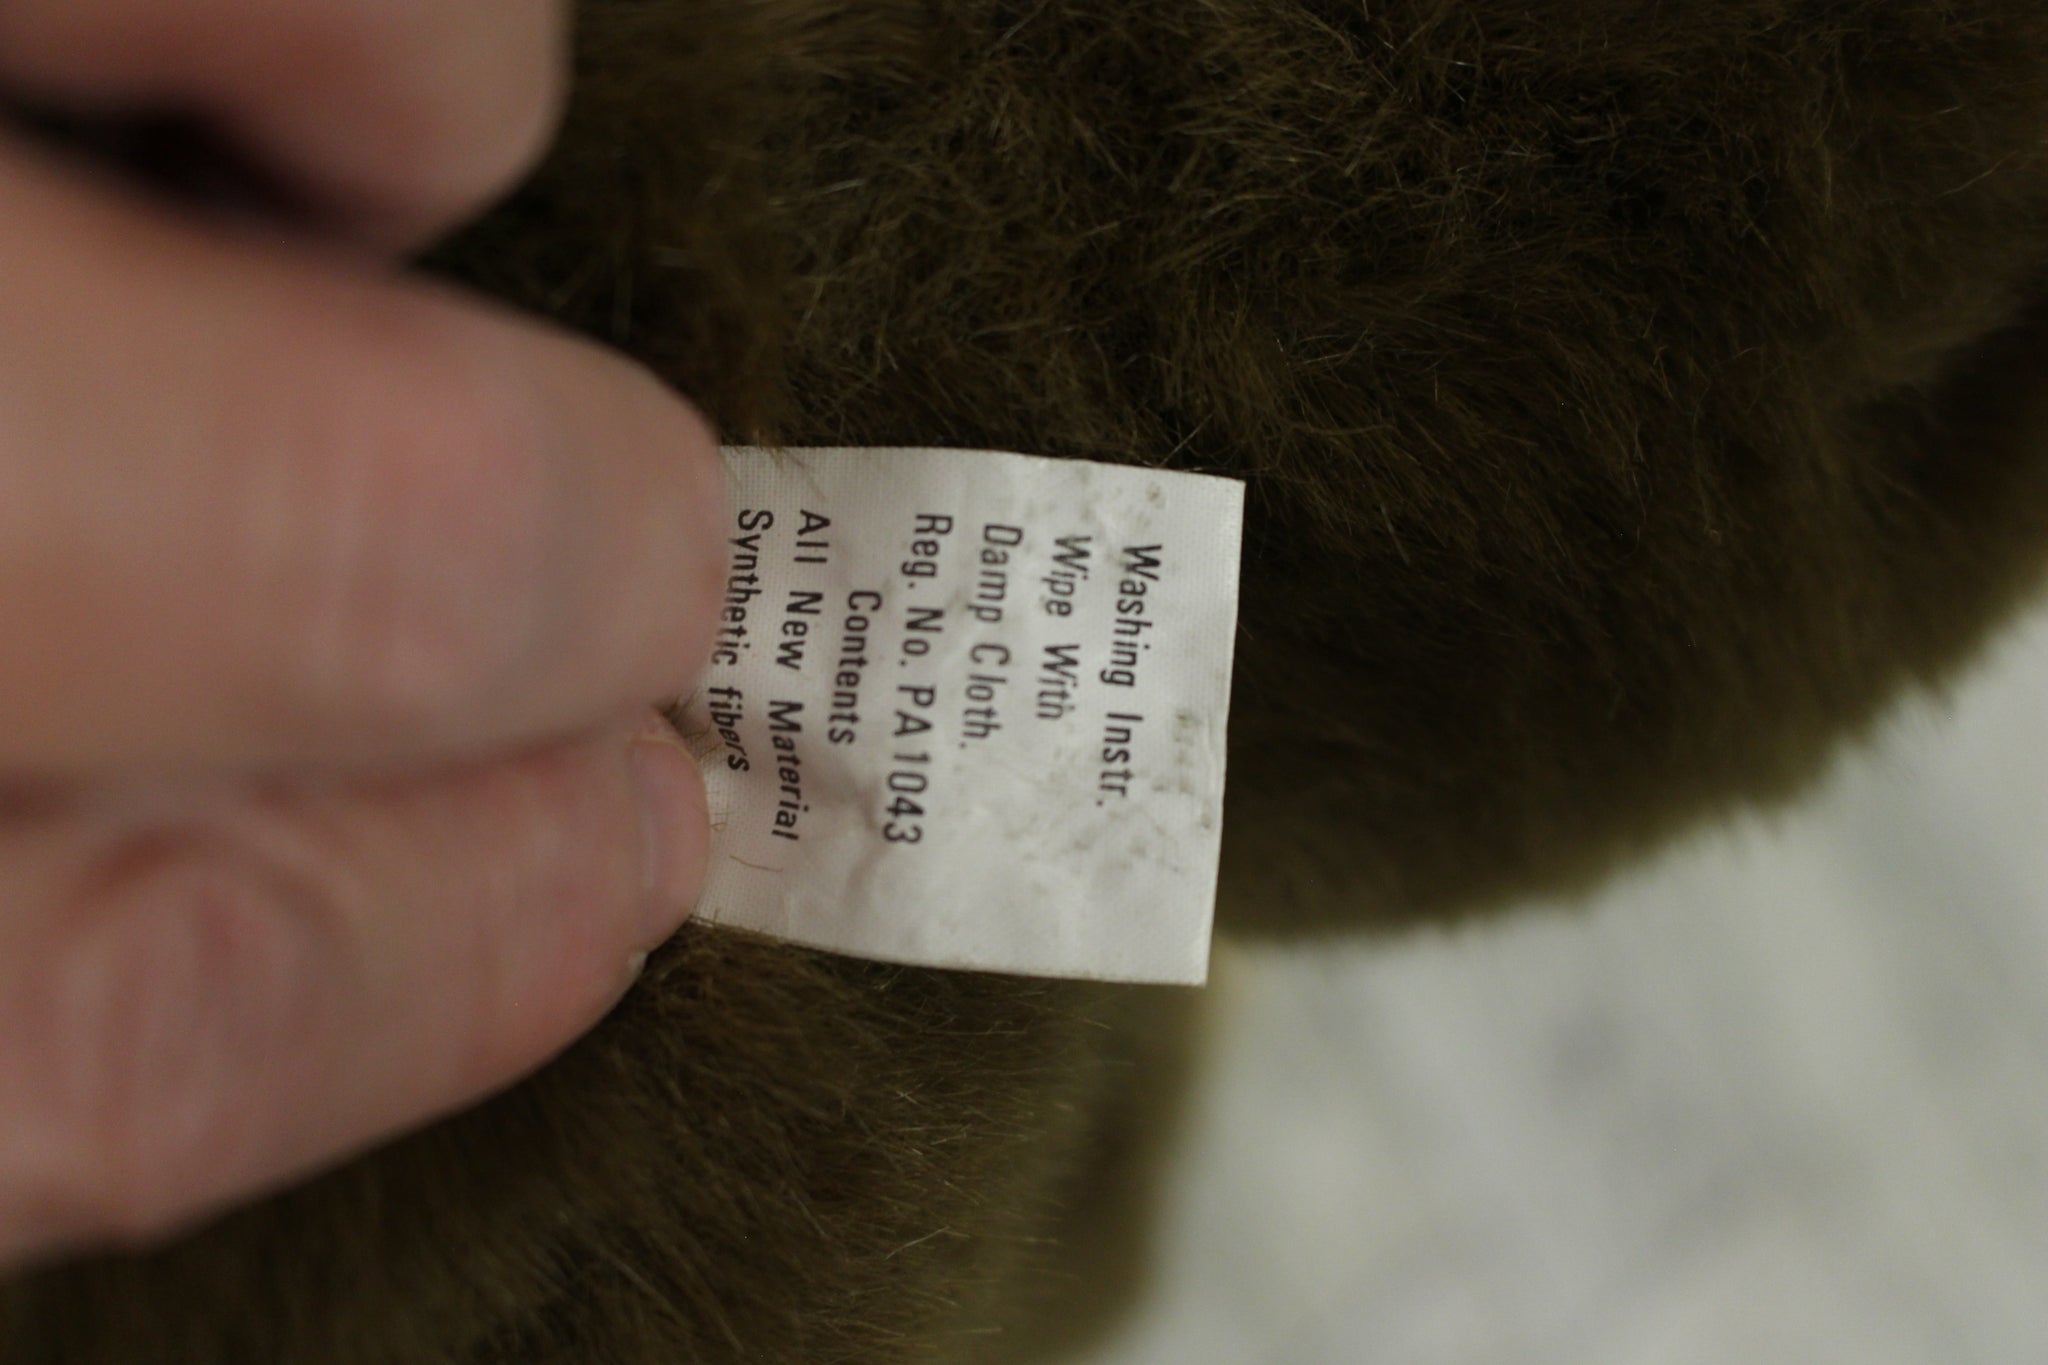 Washing Instr.
Wipe With
Damp Cloth.
Reg. No. PA1043
Contents
All New Material
Synthetic fibers